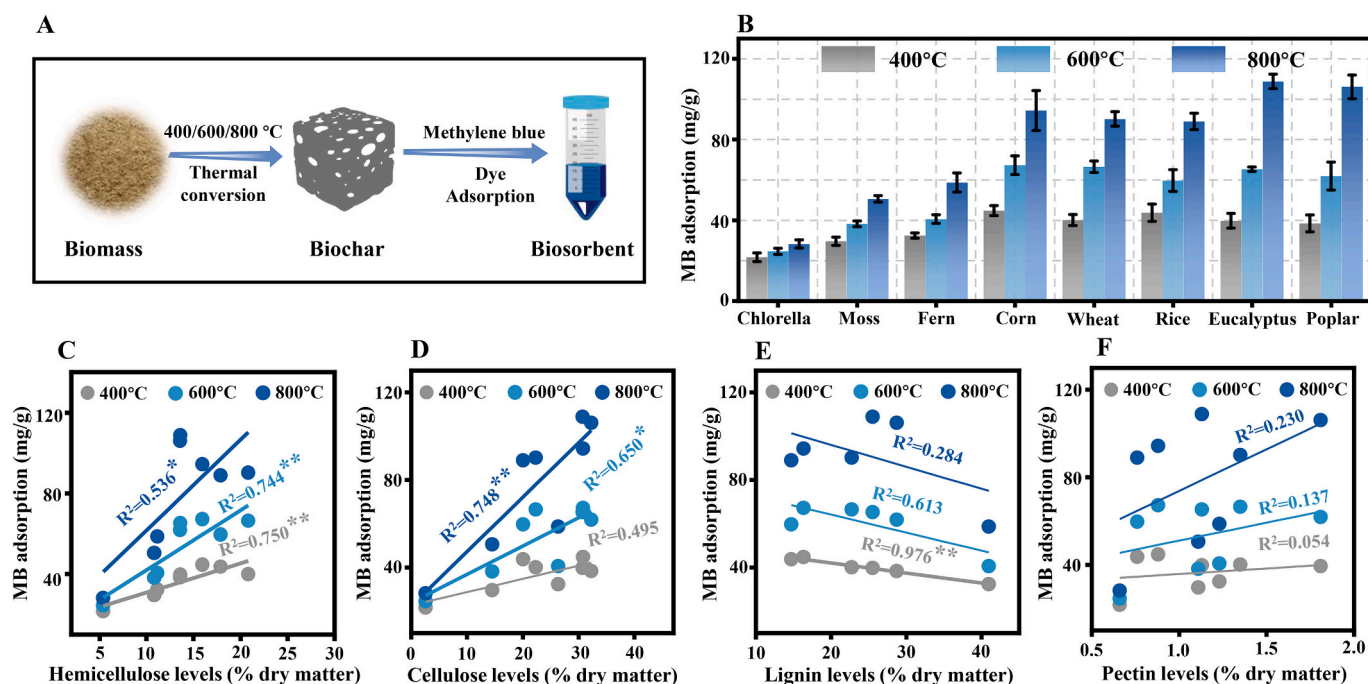 A
400/600/800 °C
Thermal
conversion
Methylene blue
Dye
Adsorption
Biomass
Biochar
Biosorbent
B
MB adsorption (mg/g)
120
80
40
0
400°C 600°C 800°C
Chlorella Moss Fern Corn Wheat Rice Eucalyptus Poplar
C
400°C 600°C 800°C
MB adsorption (mg/g)
120
80
40
R²=0.536*
R²=0.744**
R²=0.750**
0 5 10 15 20 25 30
Hemicellulose levels (% dry matter)
D
400°C 600°C 800°C
MB adsorption (mg/g)
120
80
40
R²=0.748**
R²=0.650*
R²=0.495
0 10 20 30 40
Cellulose levels (% dry matter)
E
400°C 600°C 800°C
MB adsorption (mg/g)
120
80
40
R²=0.284
R²=0.613
R²=0.976**
10 20 30 40
Lignin levels (% dry matter)
F
400°C 600°C 800°C
MB adsorption (mg/g)
120
80
40
R²=0.230
R²=0.137
R²=0.054
0.5 1.0 1.5 2.0
Pectin levels (% dry matter)